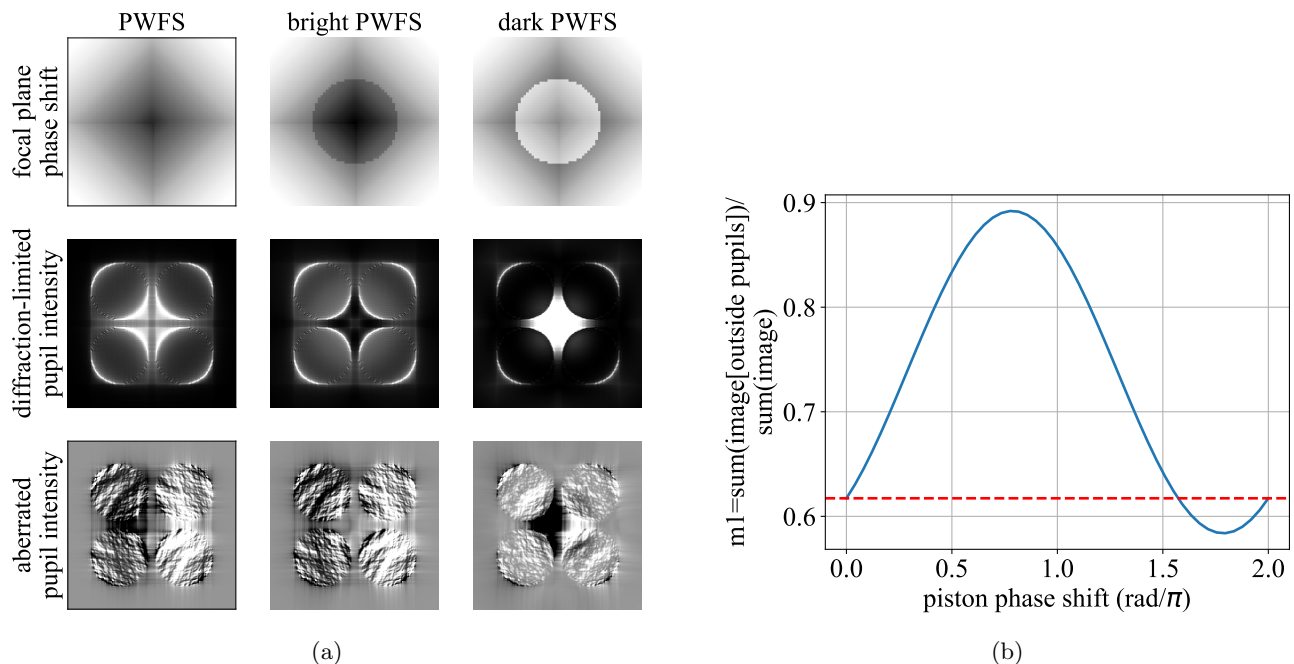 PWFS
bright PWFS
dark PWFS
focal plane
phase shift
diffraction-limited
pupil intensity
aberrated
pupil intensity
(a)
m1=sum(image[outside pupils])/
sum(image)
0.9
0.8
0.7
0.6
0.0
0.5
1.0
1.5
2.0
piston phase shift (rad/π)
(b)